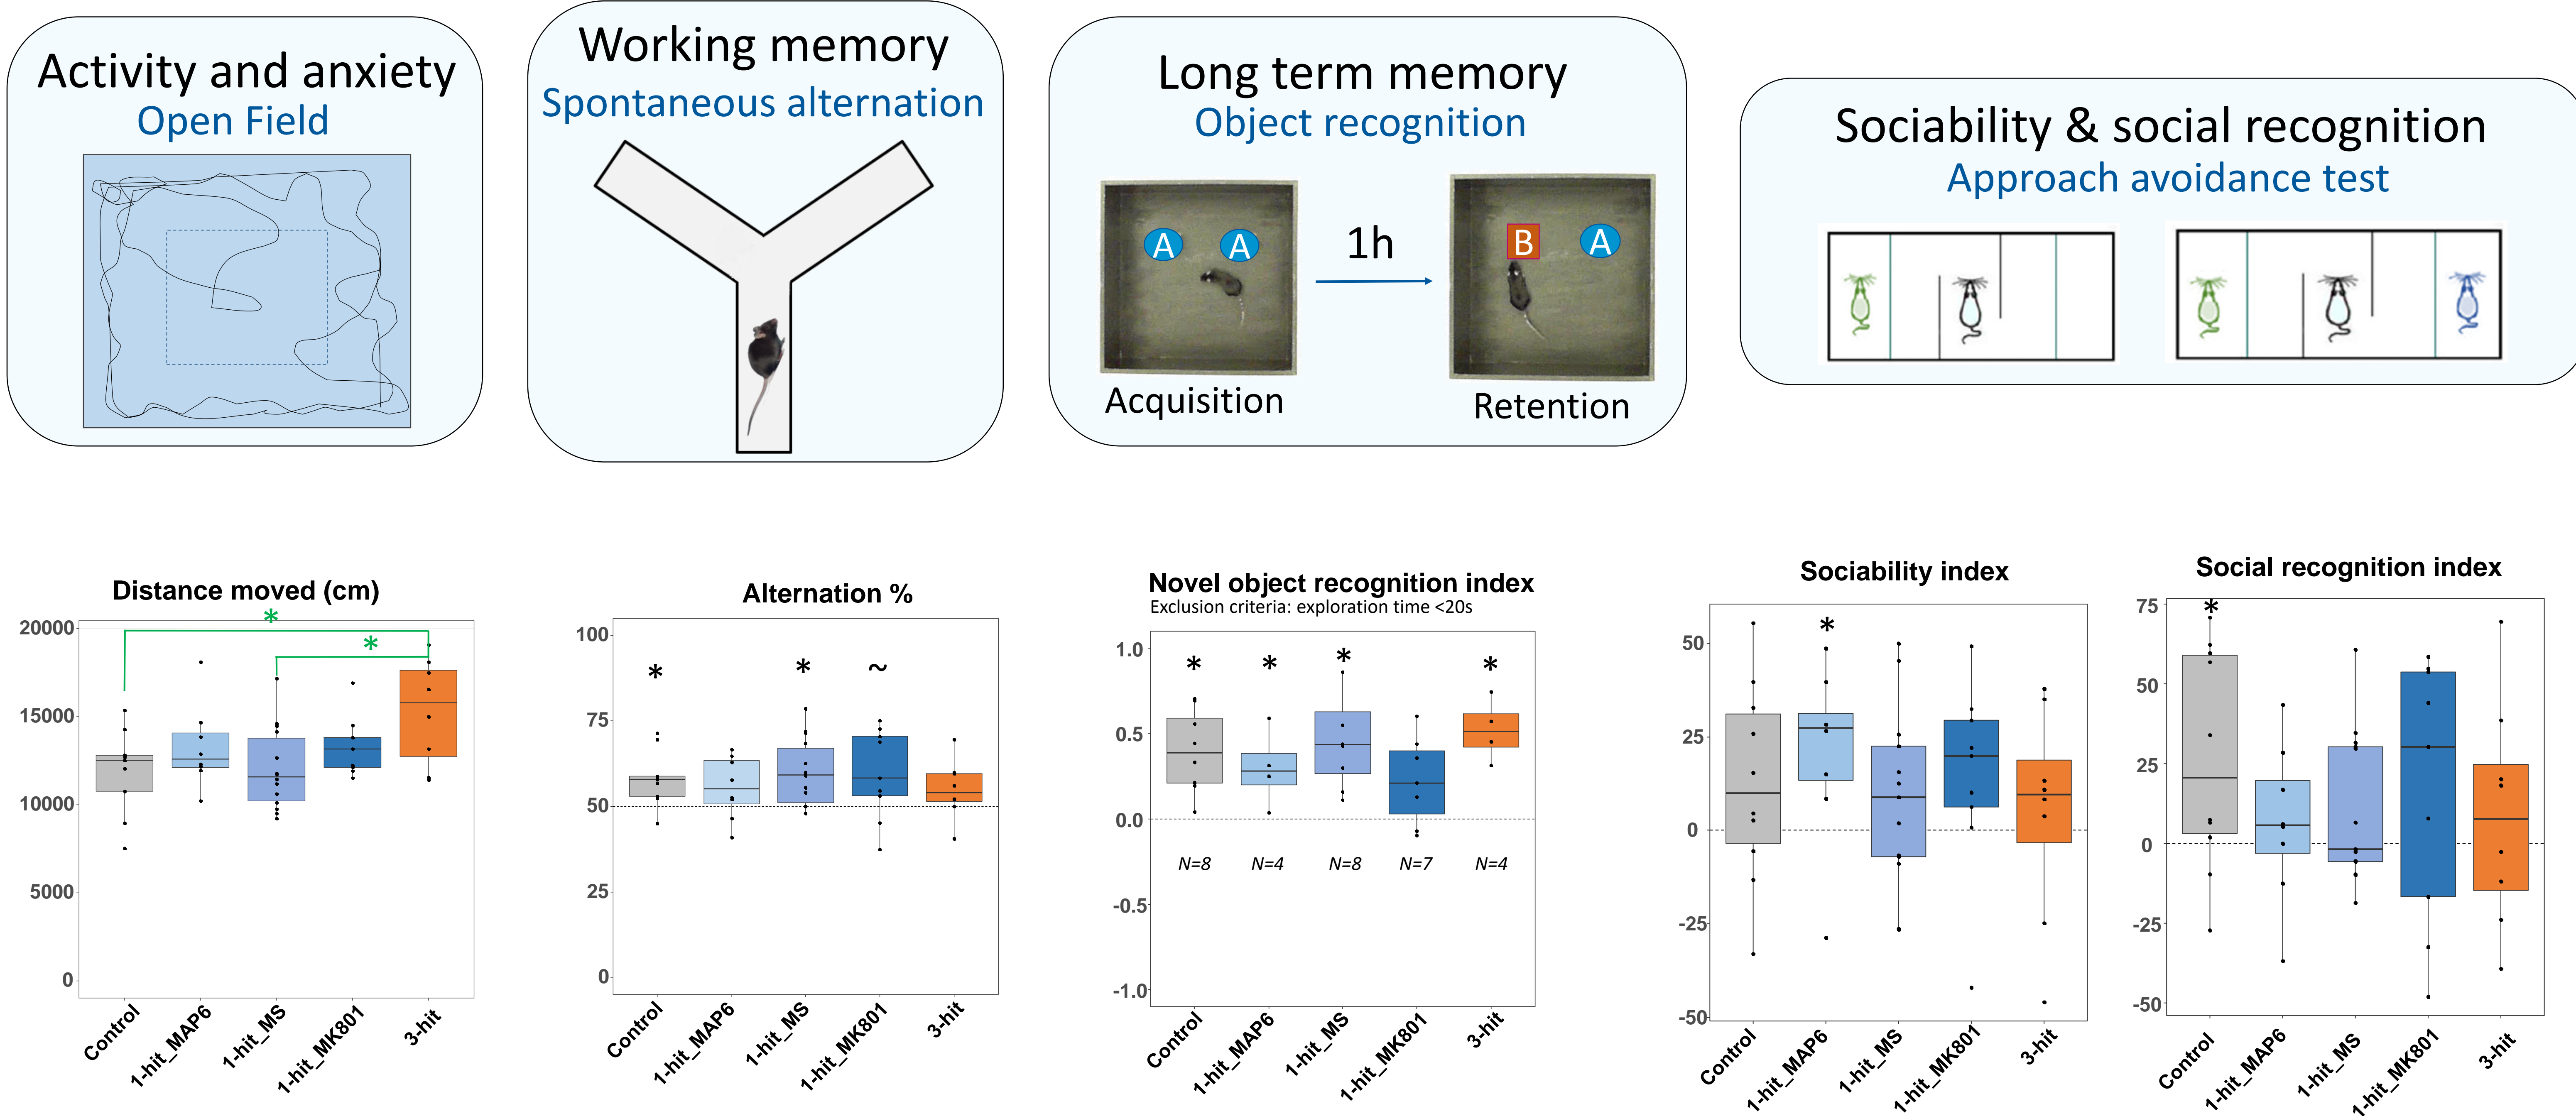 Activity and anxiety
Open Field
Working memory
Spontaneous alternation
Long term memory
Object recognition
A
A
1h
B
A
Acquisition
Retention
Sociability & social recognition
Approach avoidance test
Distance moved (cm)
*
*
20000
15000
10000
5000
0
Control
1-hit_MAP6
1-hit_MS
1-hit_MK801
3-hit
Alternation %
100
75
50
25
0
*
*
~
Control
1-hit_MAP6
1-hit_MS
1-hit_MK801
3-hit
Novel object recognition index
Exclusion criteria: exploration time <20s
1.0
0.5
0.0
-0.5
-1.0
*
*
*
*
N=8
N=4
N=8
N=7
N=4
Control
1-hit_MAP6
1-hit_MS
1-hit_MK801
3-hit
Sociability index
50
25
0
-25
-50
*
Control
1-hit_MAP6
1-hit_MS
1-hit_MK801
3-hit
Social recognition index
75
50
25
0
-25
-50
*
Control
1-hit_MAP6
1-hit_MS
1-hit_MK801
3-hit